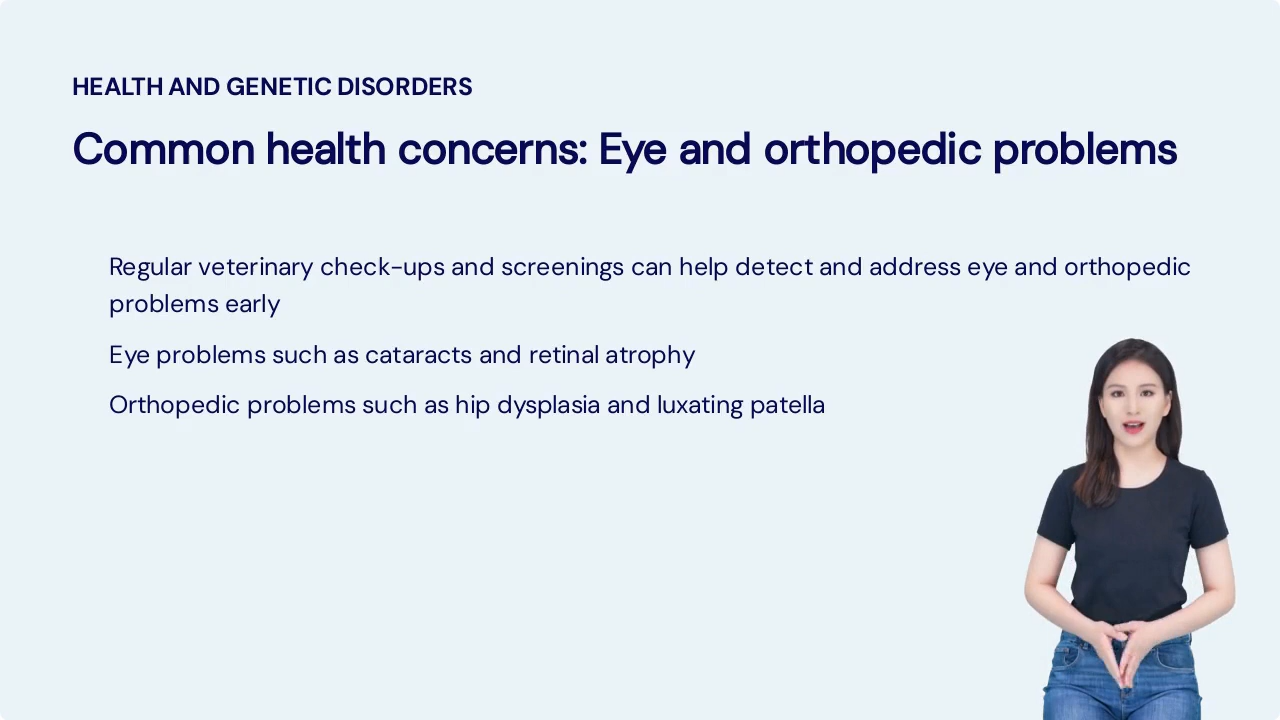 HEALTH AND GENETIC DISORDERS
Common health concerns: Eye and orthopedic problems
Regular veterinary check-ups and screenings can help detect and address eye and orthopedic
problems early
Eye problems such as cataracts and retinal atrophy
Orthopedic problems such as hip dysplasia and luxating patella